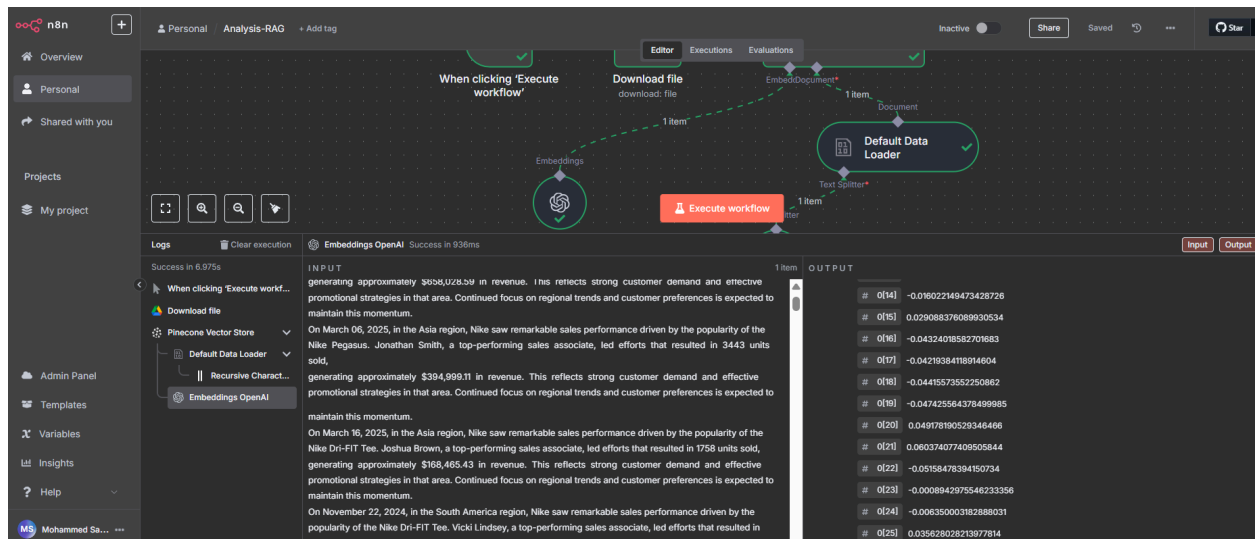 n8n
+
Personal / Analysis-RAG + Add tag
Inactive
Share
Saved
Star
Editor Executions Evaluations
Overview
Personal
Shared with you
Projects
My project
Admin Panel
Templates
Variables
Insights
Help
MS Mohammed Sa...
When clicking ‘Execute
workflow’
Download file
download: file
Document*
1 item
Document
1 item
Default Data
Loader
Embeddings
Text Splitter*
1 item
Execute workflow
Logs
Clear execution
Embeddings OpenAI Success in 936ms
Input Output
Success in 6.975s
When clicking ‘Execute workf...
Download file
Pinecone Vector Store
Default Data Loader
Recursive Charact...
Embeddings OpenAI
INPUT
1 item
generating approximately $658,028.59 in revenue. This reflects strong customer demand and effective
promotional strategies in that area. Continued focus on regional trends and customer preferences is expected to
maintain this momentum.
On March 06, 2025, in the Asia region, Nike saw remarkable sales performance driven by the popularity of the
Nike Pegasus. Jonathan Smith, a top-performing sales associate, led efforts that resulted in 3443 units
sold,
generating approximately $394,999.11 in revenue. This reflects strong customer demand and effective
promotional strategies in that area. Continued focus on regional trends and customer preferences is expected to
maintain this momentum.
On March 16, 2025, in the Asia region, Nike saw remarkable sales performance driven by the popularity of the
Nike Dri-FIT Tee. Joshua Brown, a top-performing sales associate, led efforts that resulted in 1758 units sold,
generating approximately $168,465.43 in revenue. This reflects strong customer demand and effective
promotional strategies in that area. Continued focus on regional trends and customer preferences is expected to
maintain this momentum.
On November 22, 2024, in the South America region, Nike saw remarkable sales performance driven by the
popularity of the Nike Dri-FIT Tee. Vicki Lindsey, a top-performing sales associate, led efforts that resulted in
OUTPUT
# 0[14] -0.016022149473428726
# 0[15] 0.029088376089930534
# 0[16] -0.04324018582701683
# 0[17] -0.04219384118914604
# 0[18] -0.04415573552250862
# 0[19] -0.047425564378499985
# 0[20] 0.049178190529346466
# 0[21] 0.060374077409505844
# 0[22] -0.05158478394150734
# 0[23] -0.0008942975546233356
# 0[24] -0.006350003182888031
# 0[25] 0.035628028213977814